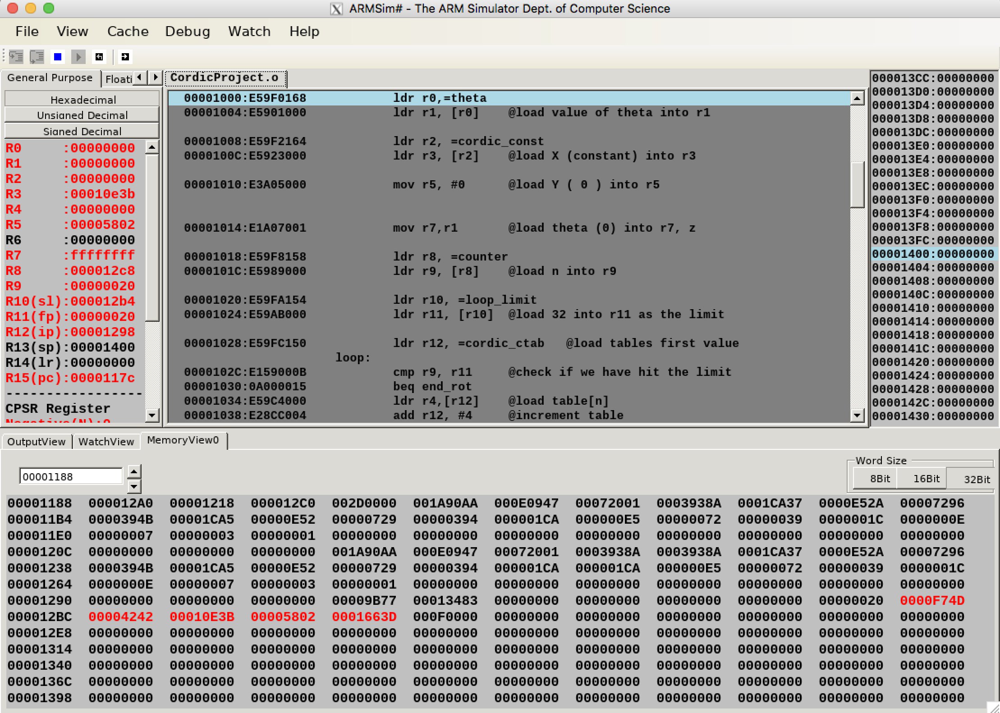 ARMSim# - The ARM Simulator Dept. of Computer Science
File View Cache Debug Watch Help
General Purpose Floati
Hexadecimal
Unsigned Decimal
Signed Decimal
R0 :00000000
R1 :00000000
R2 :00000000
R3 :00010e3b
R4 :00000000
R5 :00005802
R6 :00000000
R7 :ffffffff
R8 :000012c8
R9 :00000020
R10(sl):000012b4
R11(fp):00000020
R12(ip):00001298
R13(sp):00001400
R14(lr):00000000
R15(pc):0000117c
-----------------
CPSR Register
Negative(N):0
CordicProject.o
00001000:E59F0168 ldr r0,=theta
00001004:E5901000 ldr r1, [r0] @load value of theta into r1
00001008:E59F2164 ldr r2, =cordic_const
0000100C:E5923000 ldr r3, [r2] @load X (constant) into r3
00001010:E3A05000 mov r5, #0 @load Y ( 0 ) into r5
00001014:E1A07001 mov r7,r1 @load theta (0) into r7, z
00001018:E59F8158 ldr r8, =counter
0000101C:E5989000 ldr r9, [r8] @load n into r9
00001020:E59FA154 ldr r10, =loop_limit
00001024:E59AB000 ldr r11, [r10] @load 32 into r11 as the limit
00001028:E59FC150 ldr r12, =cordic_ctab @load tables first value
loop:
0000102C:E159000B cmp r9, r11 @check if we have hit the limit
00001030:0A000015 beq end_rot
00001034:E59C4000 ldr r4,[r12] @load table[n]
00001038:E28CC004 add r12, #4 @increment table
000013CC:00000000
000013D0:00000000
000013D4:00000000
000013D8:00000000
000013DC:00000000
000013E0:00000000
000013E4:00000000
000013E8:00000000
000013EC:00000000
000013F0:00000000
000013F4:00000000
000013F8:00000000
000013FC:00000000
00001400:00000000
00001404:00000000
00001408:00000000
0000140C:00000000
00001410:00000000
00001414:00000000
00001418:00000000
0000141C:00000000
00001420:00000000
00001424:00000000
00001428:00000000
0000142C:00000000
00001430:00000000
OutputView WatchView MemoryView0
00001188
Word Size
8Bit 16Bit 32Bit
00001188 000012A0 00001218 000012C0 002D0000 001A90AA 000E0947 00072001 0003938A 0001CA37 0000E52A 00007296
000011B4 0000394B 00001CA5 00000E52 00000729 00000394 000001CA 000000E5 00000072 00000039 0000001C 0000000E
000011E0 00000007 00000003 00000001 00000000 00000000 00000000 00000000 00000000 00000000 00000000 00000000
0000120C 00000000 00000000 00000000 001A90AA 000E0947 00072001 0003938A 0003938A 0001CA37 0000E52A 00007296
00001238 0000394B 00001CA5 00000E52 00000729 00000394 000001CA 000001CA 000000E5 00000072 00000039 0000001C
00001264 0000000E 00000007 00000003 00000001 00000000 00000000 00000000 00000000 00000000 00000000 00000000
00001290 00000000 00000000 00000000 00009B77 00013483 00000000 00000000 00000000 00000000 00000020 0000F74D
000012BC 00004242 00010E3B 00005802 0001663D 000F0000 00000000 00000000 00000000 00000000 00000000 00000000
000012E8 00000000 00000000 00000000 00000000 00000000 00000000 00000000 00000000 00000000 00000000 00000000
00001314 00000000 00000000 00000000 00000000 00000000 00000000 00000000 00000000 00000000 00000000 00000000
00001340 00000000 00000000 00000000 00000000 00000000 00000000 00000000 00000000 00000000 00000000 00000000
0000136C 00000000 00000000 00000000 00000000 00000000 00000000 00000000 00000000 00000000 00000000 00000000
00001398 00000000 00000000 00000000 00000000 00000000 00000000 00000000 00000000 00000000 00000000 00000000